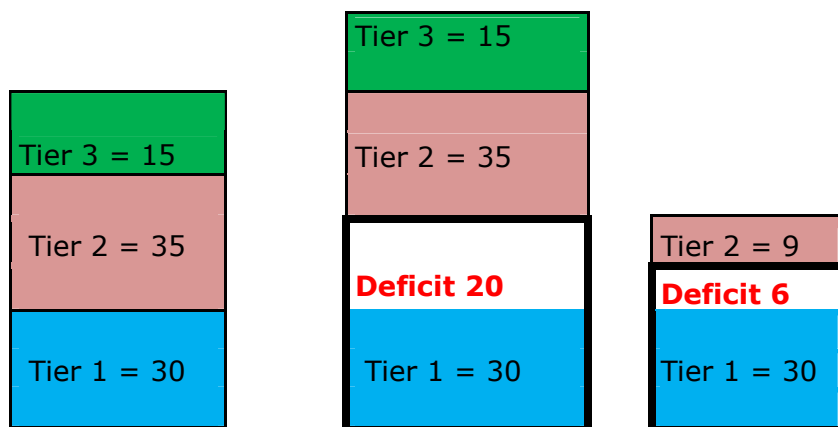 Tier 3 = 15
Tier 2 = 35
Tier 1 = 30
Tier 3 = 15
Tier 2 = 35
Deficit 20
Tier 1 = 30
Tier 2 = 9
Deficit 6
Tier 1 = 30